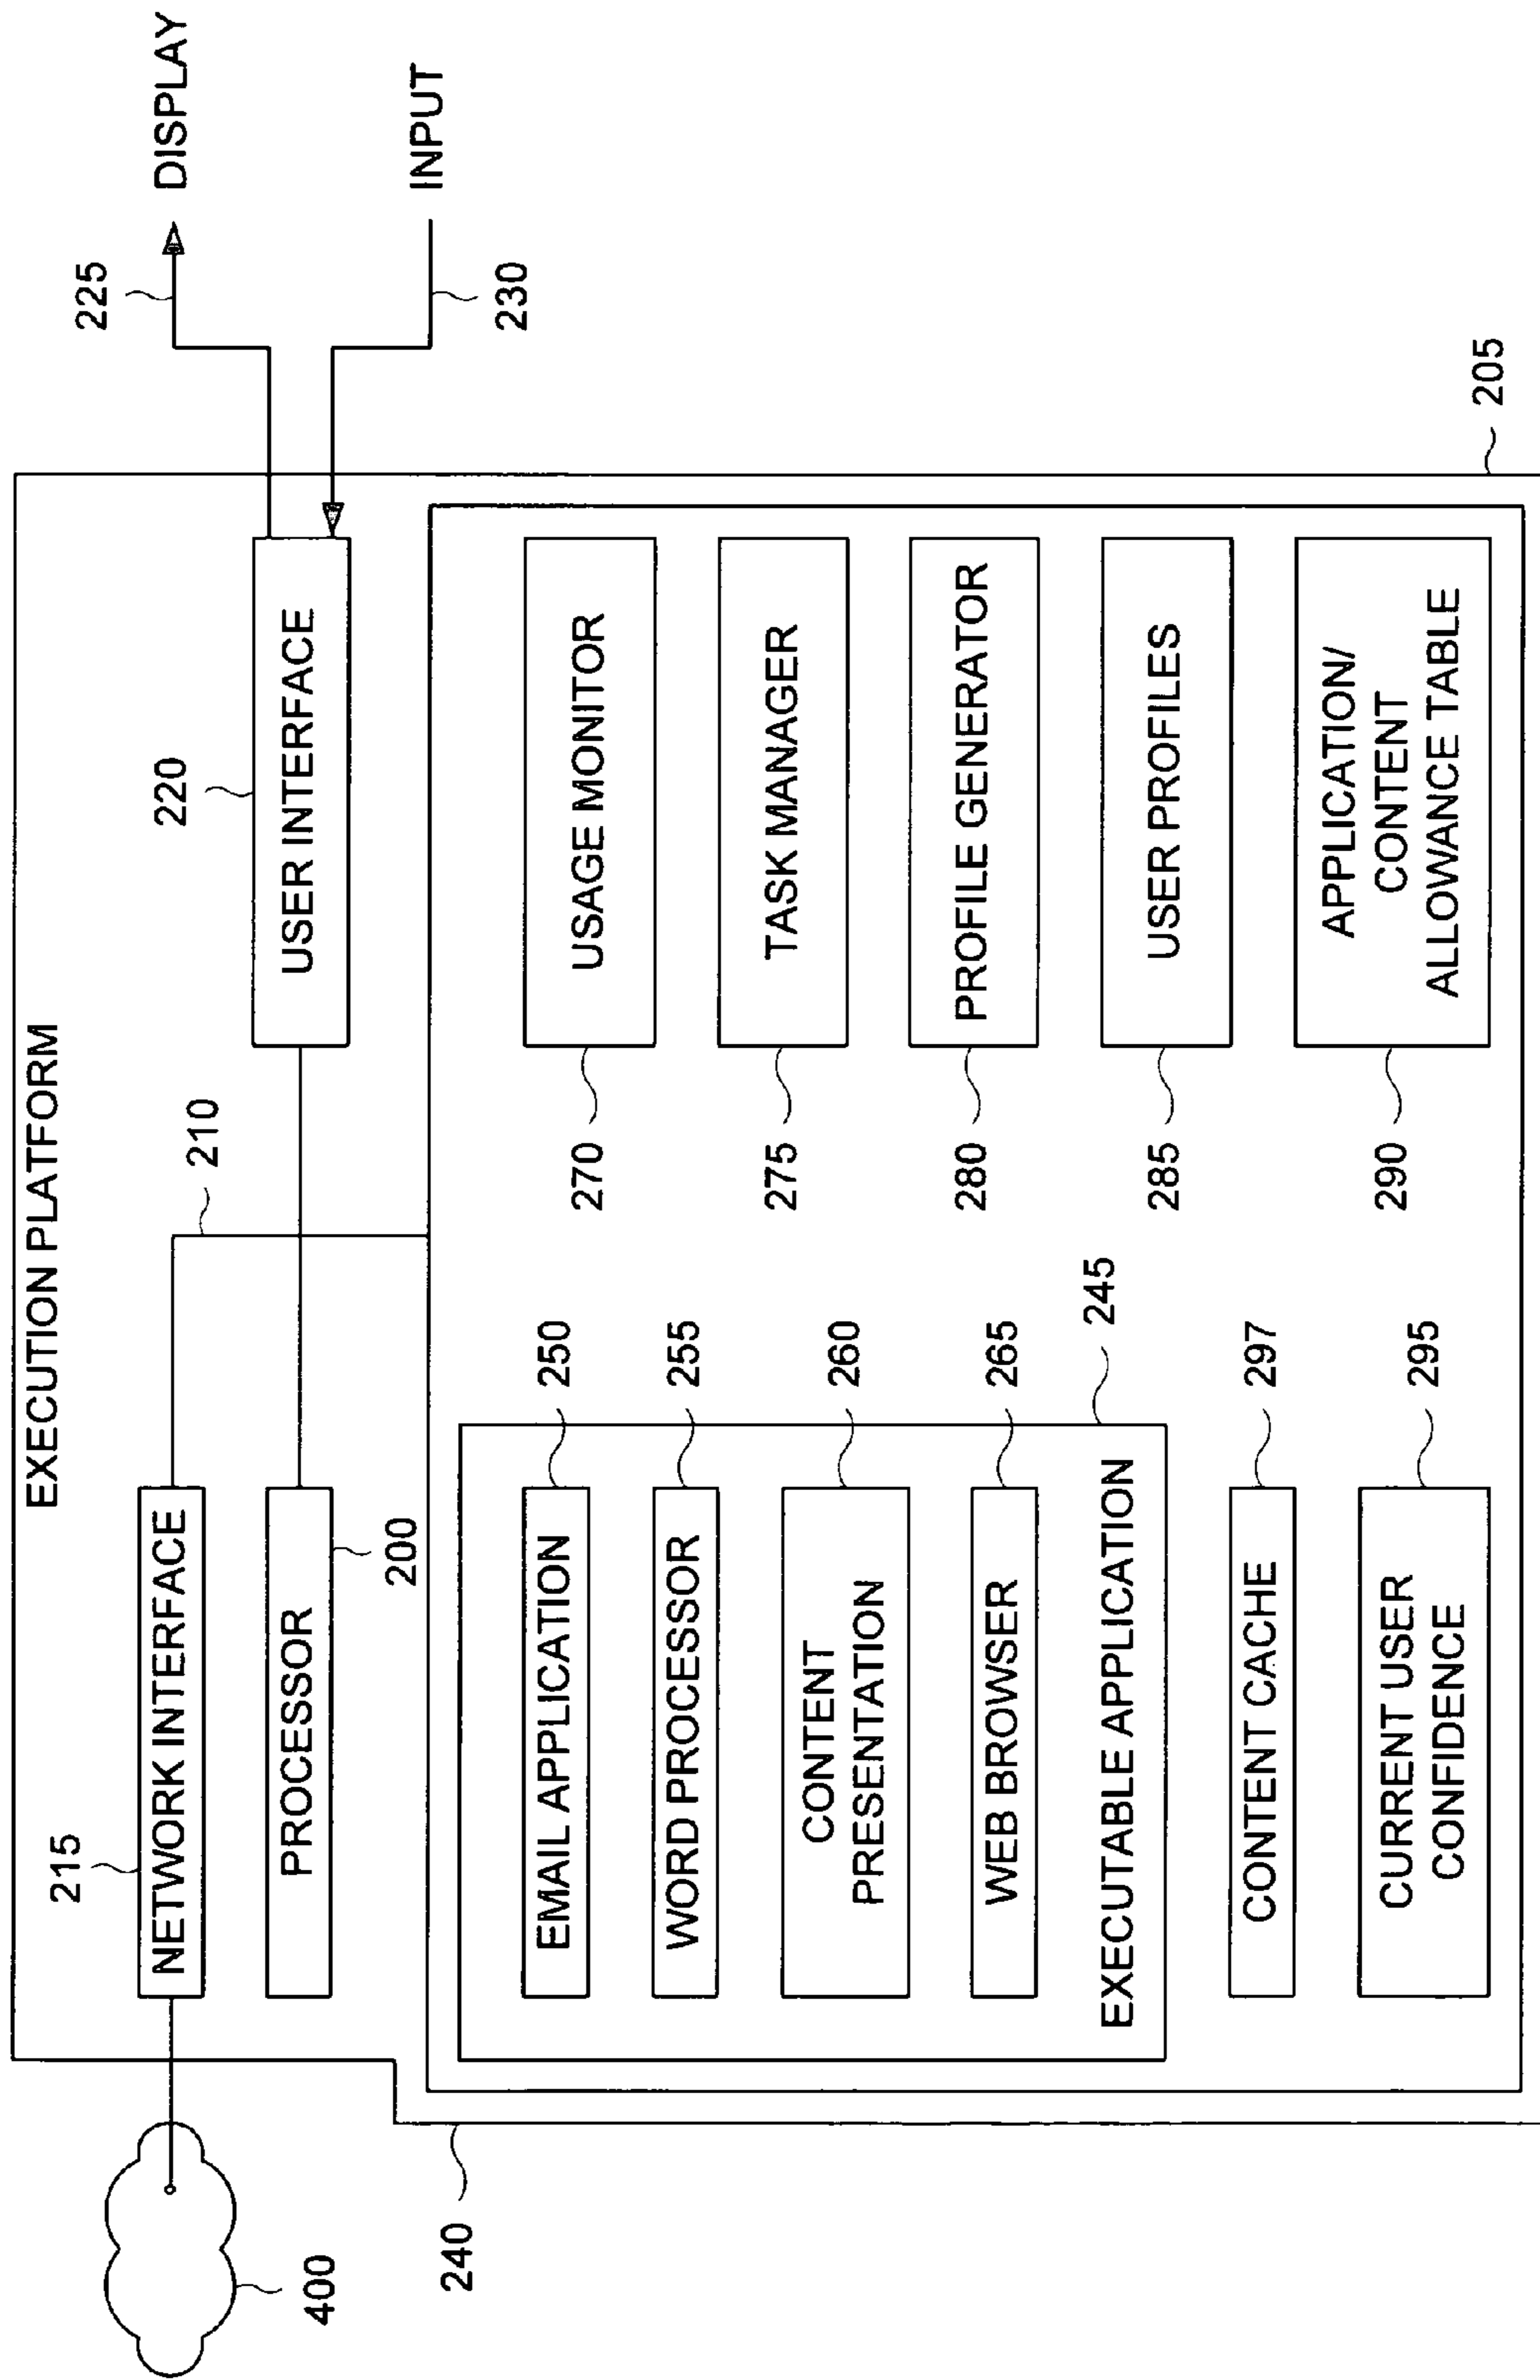 EXECUTION PLATFORM
215
NETWORK INTERFACE
PROCESSOR
200
210
220
USER INTERFACE
225
DISPLAY
INPUT
230
400
240
EMAIL APPLICATION
250
WORD PROCESSOR
255
CONTENT
PRESENTATION
260
WEB BROWSER
265
EXECUTABLE APPLICATION
245
CONTENT CACHE
297
CURRENT USER
CONFIDENCE
295
270
USAGE MONITOR
275
TASK MANAGER
280
PROFILE GENERATOR
285
USER PROFILES
290
APPLICATION/
CONTENT
ALLOWANCE TABLE
205